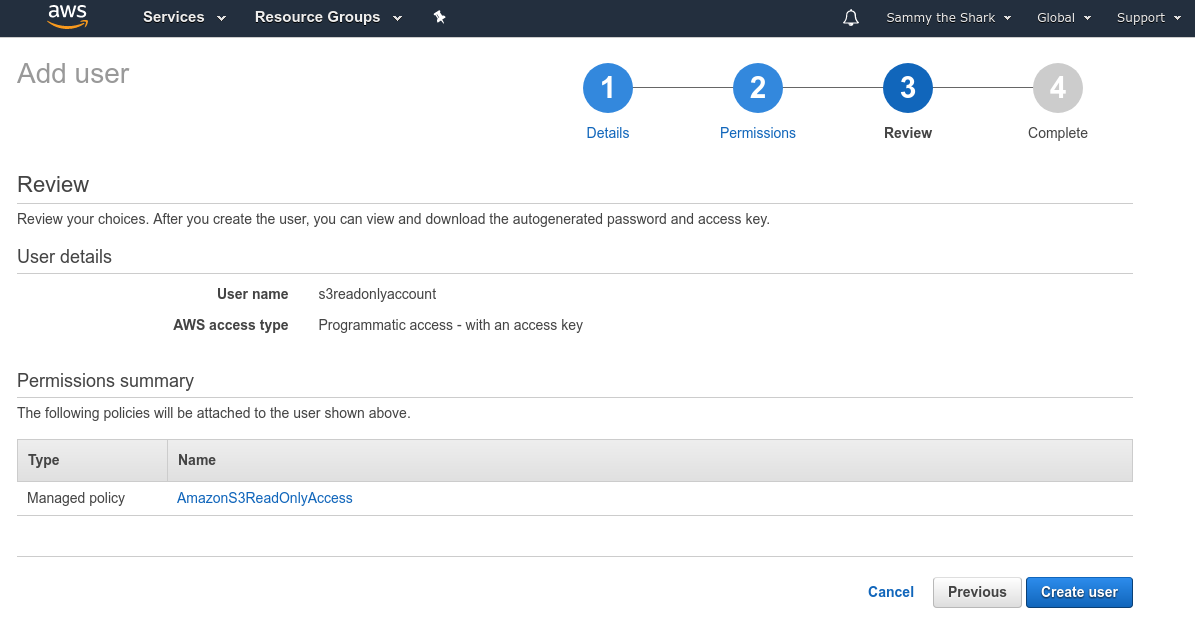 aws Services Resource Groups Sammy the Shark Global Support
Add user
1 2 3 4
Details Permissions Review Complete
Review
Review your choices. After you create the user, you can view and download the autogenerated password and access key.
User details
User name s3readonlyaccount
AWS access type Programmatic access - with an access key
Permissions summary
The following policies will be attached to the user shown above.
Type Name
Managed policy AmazonS3ReadOnlyAccess
Cancel Previous Create user